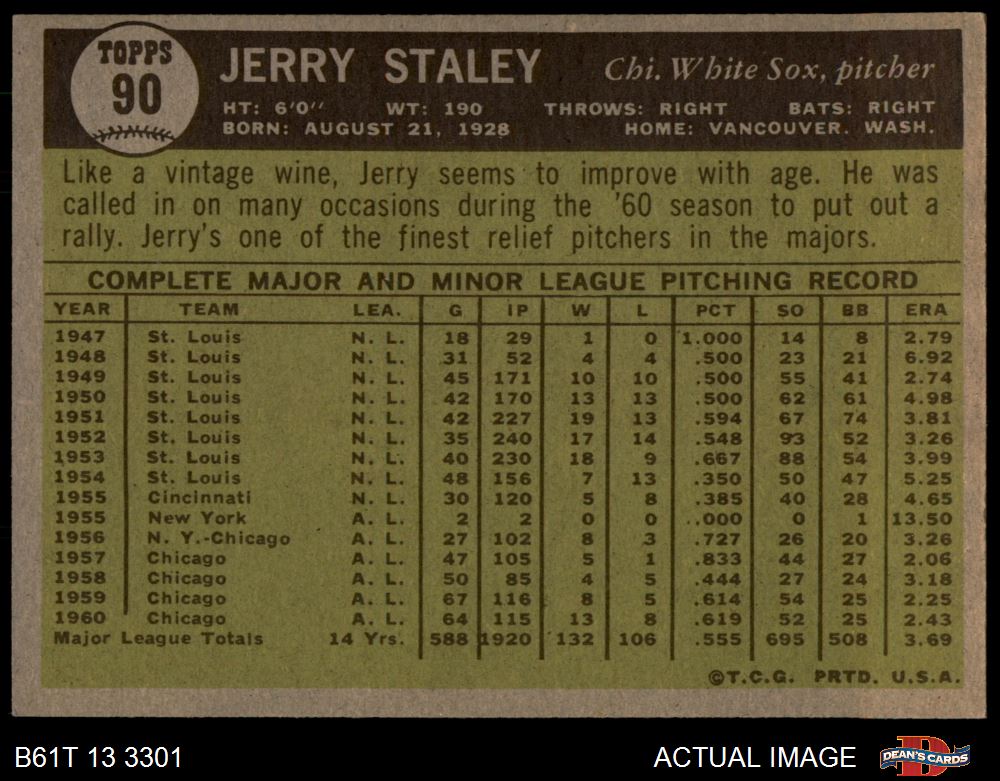 TOPPS
90
JERRY STALEY Chi. White Sox, pitcher
HT: 6'0" WT: 190 THROWS: RIGHT BATS: RIGHT
BORN: AUGUST 21, 1928 HOME: VANCOUVER. WASH.
Like a vintage wine, Jerry seems to improve with age. He was
called in on many occasions during the '60 season to put out a
rally. Jerry's one of the finest relief pitchers in the majors.
COMPLETE MAJOR AND MINOR LEAGUE PITCHING RECORD
YEAR TEAM LEA. G IP W L PCT SO BB ERA
1947 St. Louis N. L. 18 29 1 0 1.000 14 8 2.79
1948 St. Louis N. L. 31 52 4 4 .500 23 21 6.92
1949 St. Louis N. L. 45 171 10 10 .500 55 41 2.74
1950 St. Louis N. L. 42 170 13 13 .500 62 61 4.98
1951 St. Louis N. L. 42 227 19 13 .594 67 74 3.81
1952 St. Louis N. L. 35 240 17 14 .548 93 52 3.26
1953 St. Louis N. L. 40 230 18 9 .667 88 54 3.99
1954 St. Louis N. L. 48 156 7 13 .350 50 47 5.25
1955 Cincinnati N. L. 30 120 5 8 .385 40 28 4.65
1955 New York A. L. 2 2 0 0 ..000 0 1 13.50
1956 N. Y.-Chicago A. L. 27 102 8 3 .727 26 20 3.26
1957 Chicago A. L. 47 105 5 1 .833 44 27 2.06
1958 Chicago A. L. 50 85 4 5 .444 27 24 3.18
1959 Chicago A. L. 67 116 8 5 .614 54 25 2.25
1960 Chicago A. L. 64 115 13 8 .619 52 25 2.43
Major League Totals 14 Yrs. 588 1920 132 106 .555 695 508 3.69
©T.C.G. PRTD. U.S.A.
B61T 13 3301 ACTUAL IMAGE DEAN'S CARDS